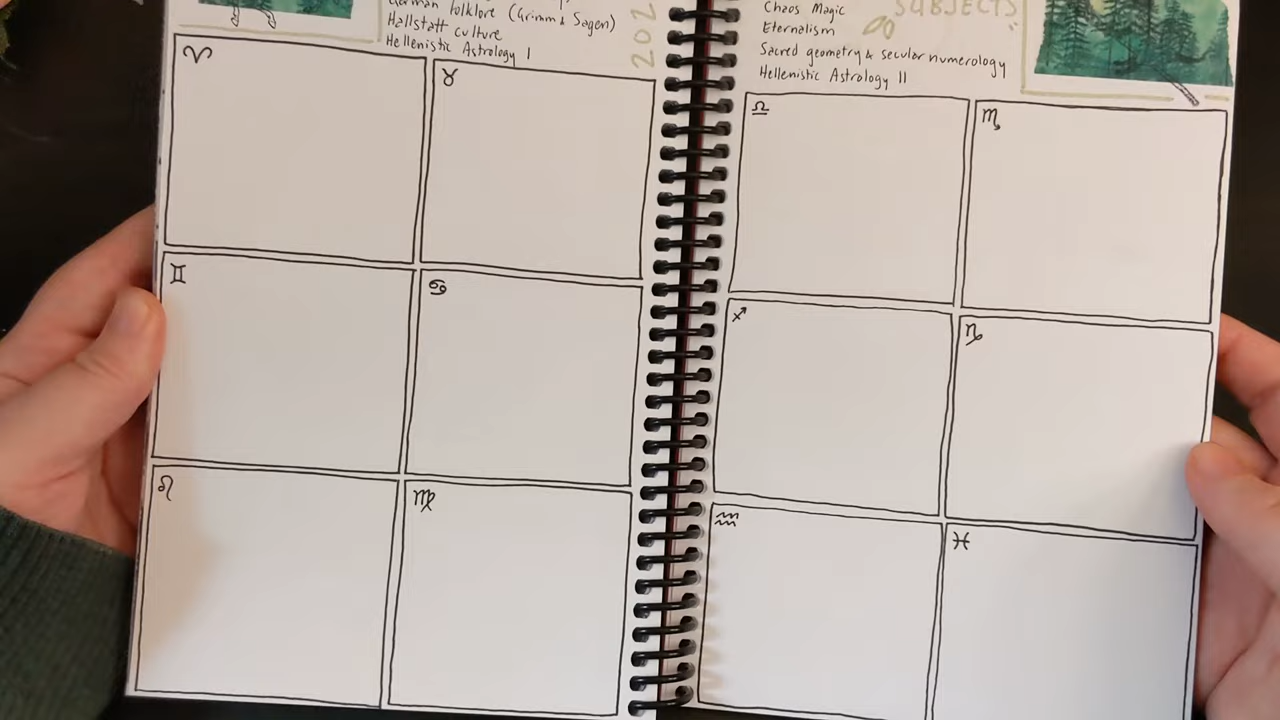 German folklore (Grimm & Sagen)
Hallstatt culture
Hellenistic Astrology I
202
♈
♉
♊
♋
♌
♍
SUBJECTS
Chaos Magic
Eternalism
Sacred geometry & secular numerology
Hellenistic Astrology II
♎
♏
♐
♑
♒
♓